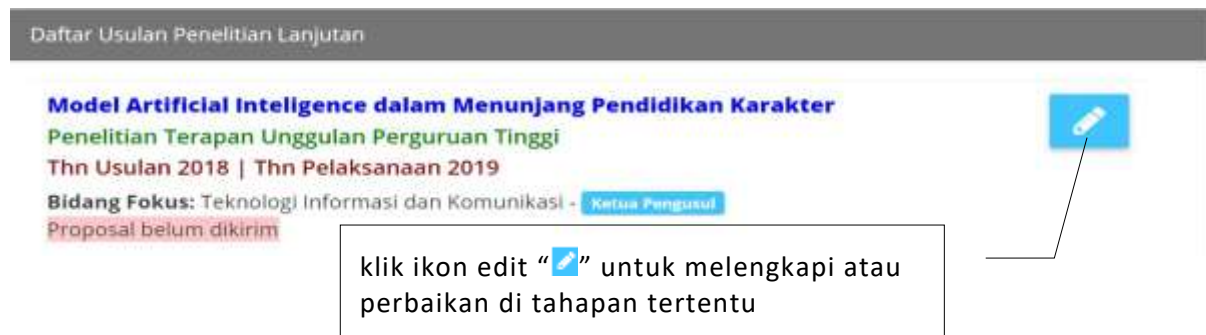 Daftar Usulan Penelitian Lanjutan
Model Artificial Inteligence dalam Menunjang Pendidikan Karakter
Penelitian Terapan Unggulan Perguruan Tinggi
Thn Usulan 2018 | Thn Pelaksanaan 2019
Bidang Fokus: Teknologi Informasi dan Komunikasi - Ketua Pengusul
Proposal belum dikirim
klik ikon edit “ ” untuk melengkapi atau
perbaikan di tahapan tertentu